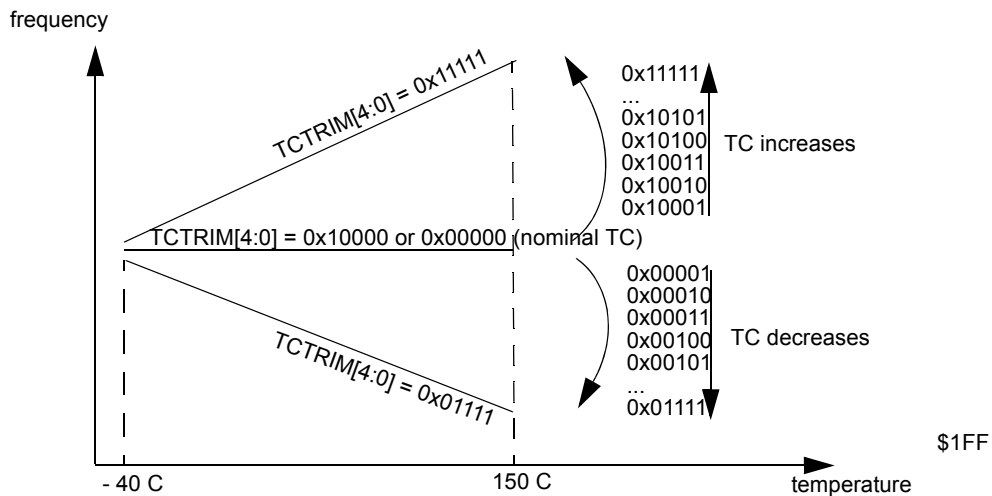 frequency
TCTRIM[4:0] = 0x11111
0x11111
...
0x10101
0x10100
0x10011
0x10010
0x10001
TC increases
TCTRIM[4:0] = 0x10000 or 0x00000 (nominal TC)
0x00001
0x00010
0x00011
0x00100
0x00101
...
0x01111
TC decreases
TCTRIM[4:0] = 0x01111
$1FF
- 40 C
150 C
temperature